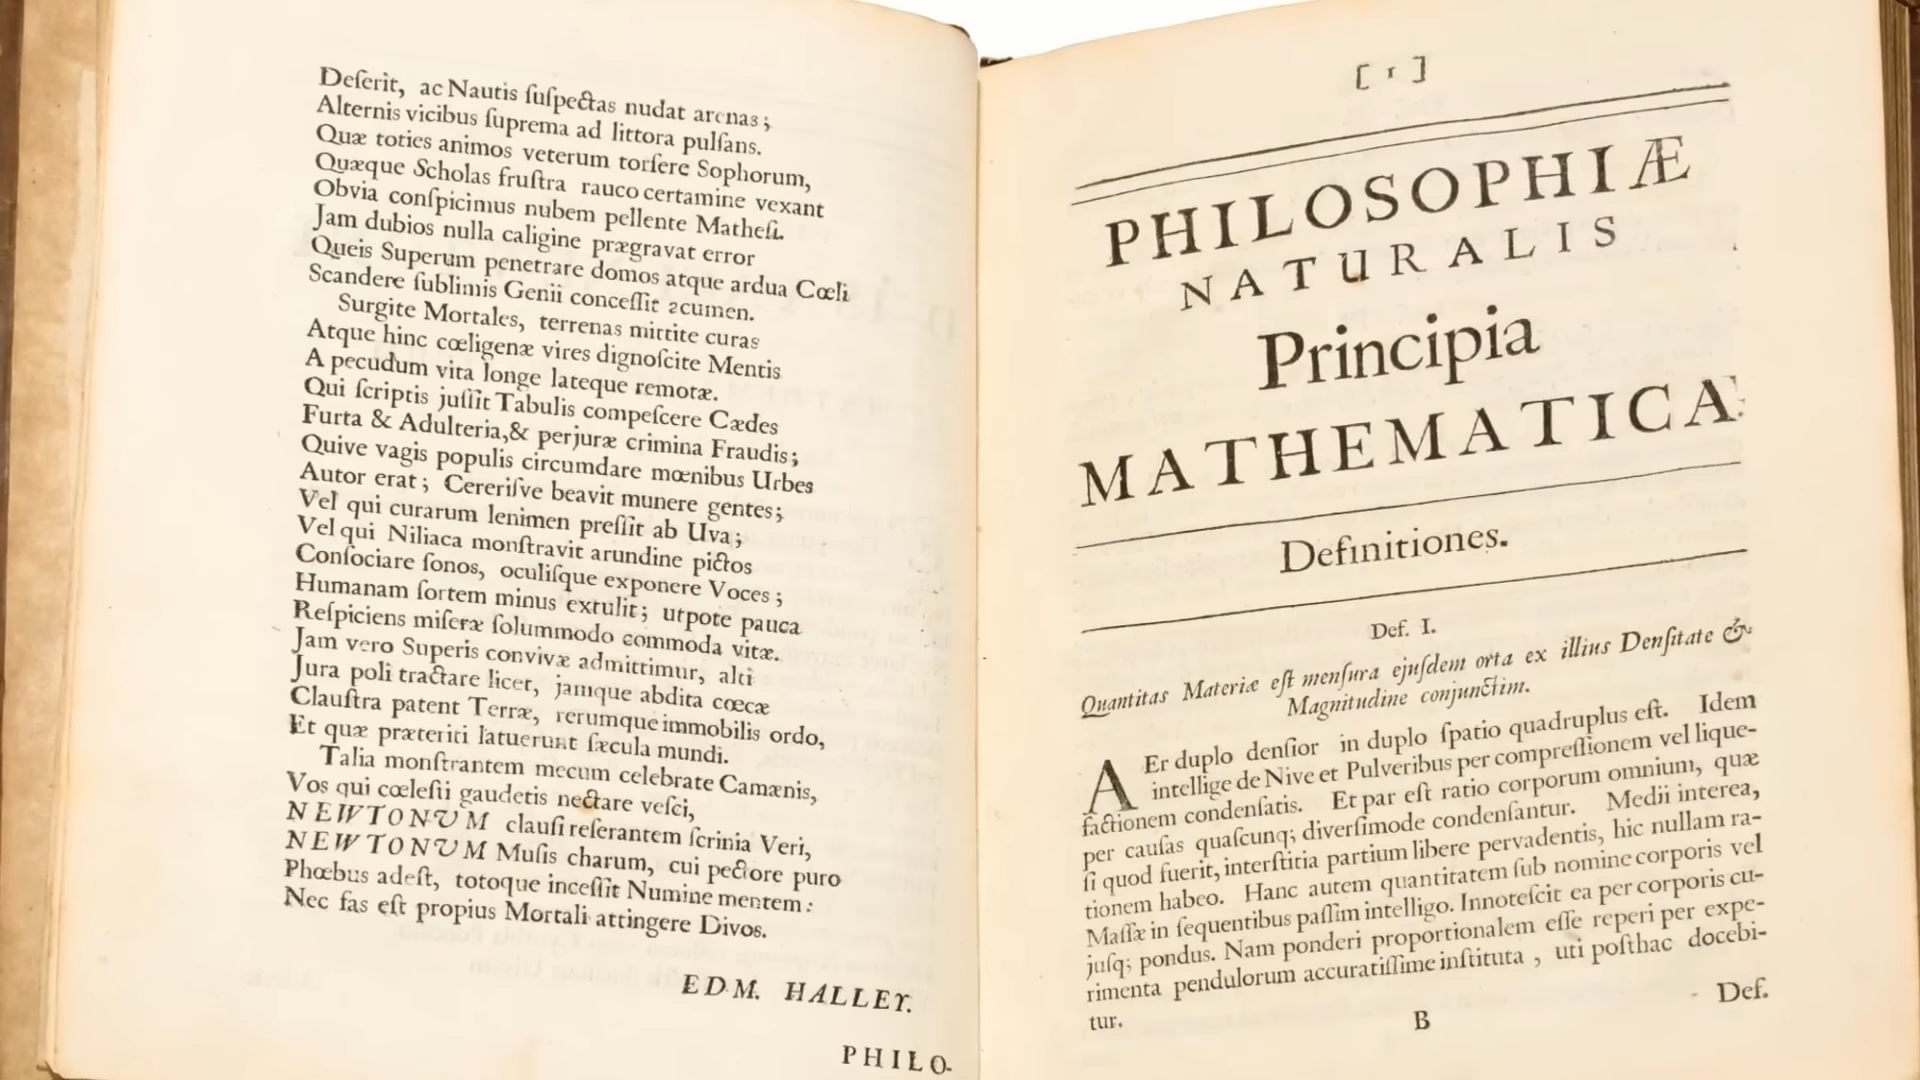 Deſerit, ac Nautis ſuſpectas nudat arenas;
Alternis vicibus ſuprema ad littora pulſans.
Quæ toties animos veterum torſere Sophorum,
Quæque Scholas fruſtra rauco certamine vexant
Obvia conſpicimus nubem pellente Matheſi.
Jam dubios nulla caligine prægravat error
Queis Superum penetrare domos atque ardua Cœli
Scandere ſublimis Genii conceſſit acumen.
Surgite Mortales, terrenas mittite curas
Atque hinc cœligenæ vires dignoſcite Mentis
A pecudum vita longe lateque remotæ.
Qui ſcriptis juſſit Tabulis compeſcere Cædes
Furta & Adulteria, & perjuræ crimina Fraudis;
Quive vagis populis circumdare mœnibus Urbes
Autor erat; Cereriſve beavit munere gentes;
Vel qui curarum lenimen preſſit ab Uva;
Vel qui Niliaca monſtravit arundine pictos
Conſociare ſonos, oculiſque exponere Voces;
Humanam ſortem minus extulit; utpote pauca
Reſpiciens miſeræ ſolummodo commoda vitæ.
Jam vero Superis convivæ admittimur, alti
Jura poli tractare licet, jamque abdita cœcæ
Clauſtra patent Terræ, rerumque immobilis ordo,
Et quæ præteriti latuerunt ſæcula mundi.
Talia monſtrantem mecum celebrate Camænis,
Vos qui cœleſti gaudetis nectare veſci,
NEWTONUM clauſi reſerantem ſcrinia Veri,
NEWTONUM Muſis charum, cui pectore puro
Phœbus adeſt, totoque inceſſit Numine mentem:
Nec fas eſt propius Mortali attingere Divos.
EDM. HALLEY.
PHILO-
[ 1 ]
PHILOSOPHIÆ
NATURALIS
Principia
MATHEMATICA
Definitiones.
Def. I.
Quantitas Materiæ eſt menſura ejuſdem orta ex illius Denſitate &
Magnitudine conjunctim.
AEr duplo denſior in duplo ſpatio quadruplus eſt. Idem
intellige de Nive et Pulveribus per compreſſionem vel lique-
factionem condenſatis. Et par eſt ratio corporum omnium, quæ
per cauſas quaſcunq; diverſimode condenſantur. Medii interea,
ſi quod fuerit, interſtitia partium libere pervadentis, hic nullam ra-
tionem habeo. Hanc autem quantitatem ſub nomine corporis vel
Maſſæ in ſequentibus paſſim intelligo. Innoteſcit ea per corporis cu-
juſq; pondus. Nam ponderi proportionalem eſſe reperi per expe-
rimenta pendulorum accuratiſſime inſtituta, uti poſthac docebi-
tur.
B
Def.